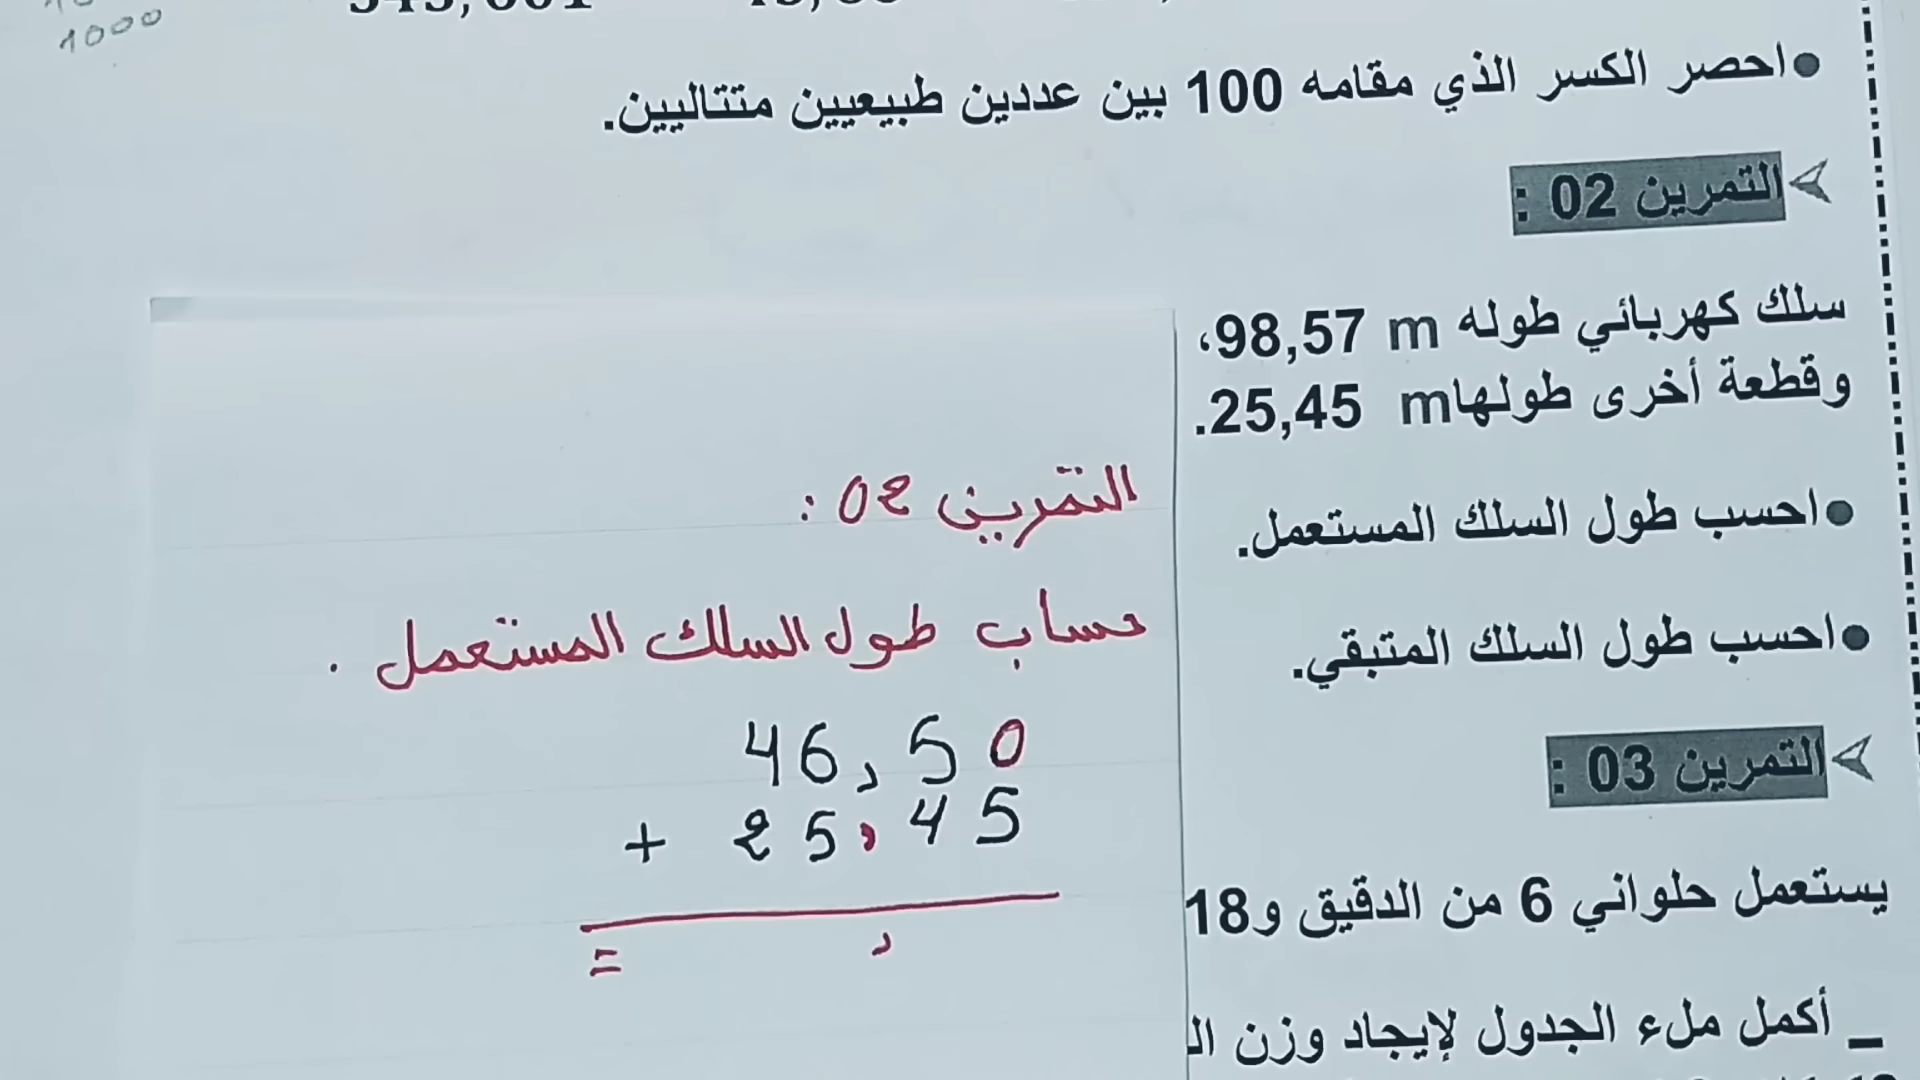 1000
• احصر الكسر الذي مقامه 100 بين عددين طبيعيين متتاليين.
التمرين 02 :
سلك كهربائي طوله 98,57 m،
وقطعة أخرى طولها 25,45 m.
• احسب طول السلك المستعمل.
• احسب طول السلك المتبقي.
التمرين 02 :
حساب طول السلك المستعمل .
46,50
+ 25,45
= ,
التمرين 03 :
يستعمل حلواني 6 من الدقيق و18
_ أكمل ملء الجدول لإيجاد وزن الـ